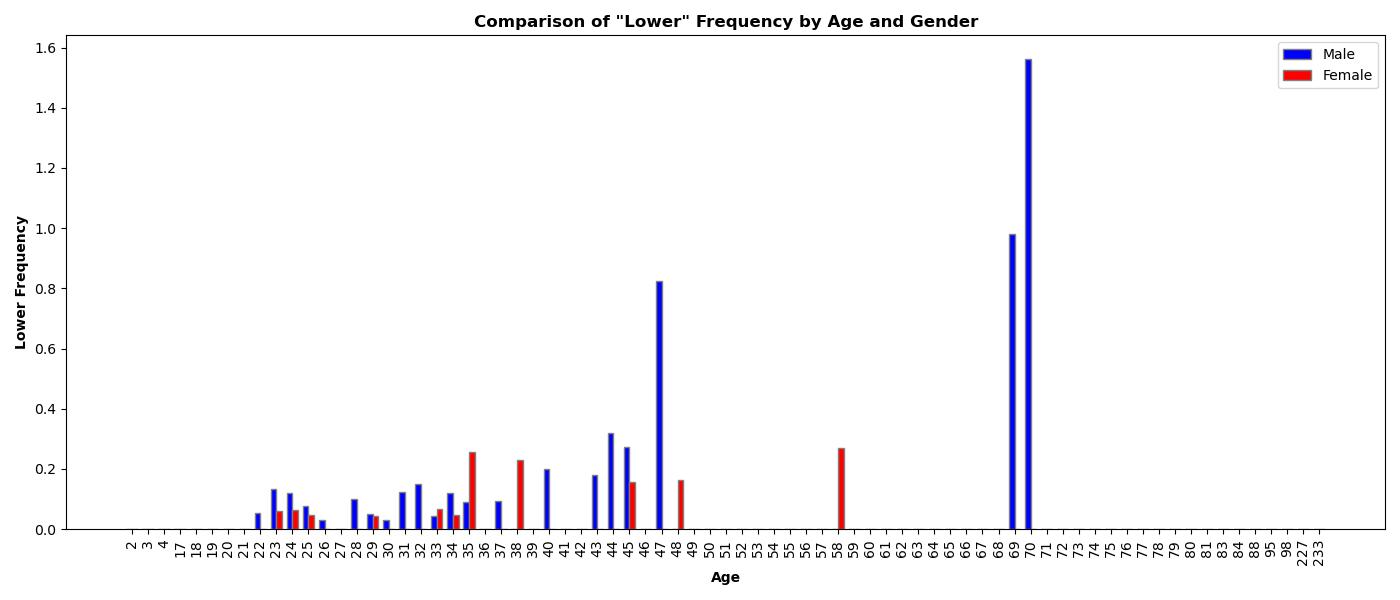 Comparison of "Lower" Frequency by Age and Gender
Male
Female
1.6
1.4
1.2
1.0
0.8
0.6
0.4
0.2
0.0
Lower Frequency
2 3 4 17 18 19 20 21 22 23 24 25 26 27 28 29 30 31 32 33 34 35 36 37 38 39 40 41 42 43 44 45 46 47 48 49 50 51 52 53 54 55 56 57 58 59 60 61 62 63 64 65 66 67 68 69 70 71 72 73 74 75 76 77 78 79 80 81 83 84 88 95 98 227 233
Age